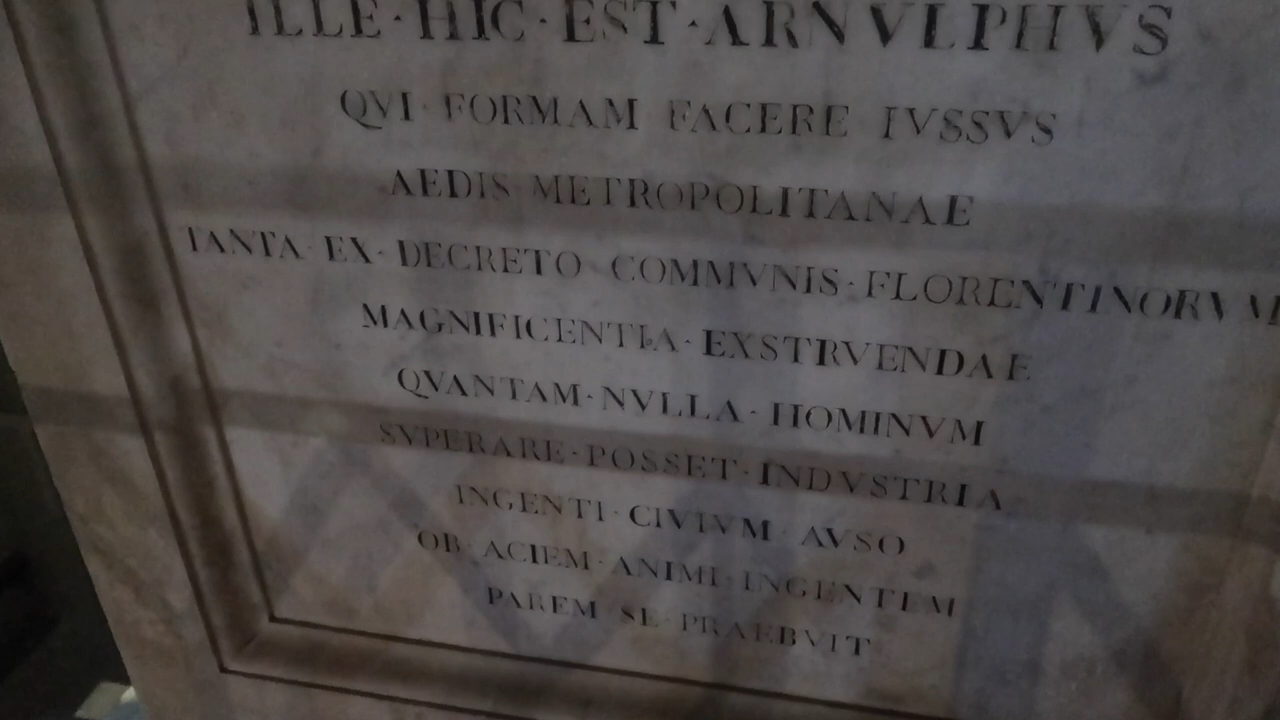 ILLE · HIC · EST · ARNVLPHVS
QVI · FORMAM FACERE IVSSVS
AEDIS METROPOLITANAE
TANTA · EX · DECRETO COMMVNIS · FLORENTINORVM
MAGNIFICENTIA · EXSTRVENDAE
QVANTAM · NVLLA · HOMINVM
SVPERARE · POSSET · INDVSTRIA
INGENTI · CIVIVM · AVSO
OB · ACIEM · ANIMI · INGENTEM
PAREM SE · PRAEBVIT